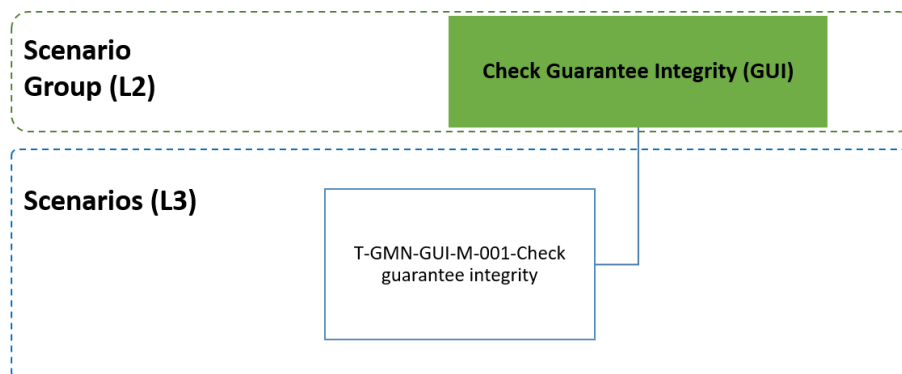 Scenario
Group (L2)
Check Guarantee Integrity (GUI)
Scenarios (L3)
T-GMN-GUI-M-001-Check
guarantee integrity